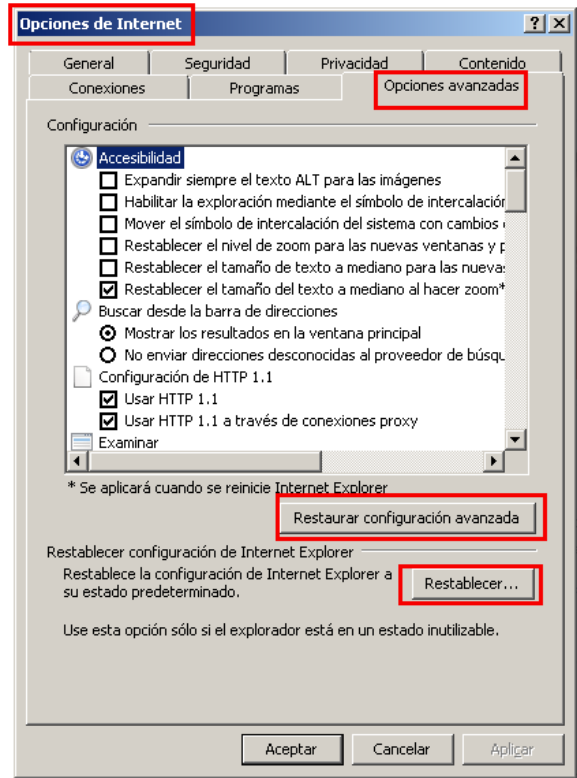 Opciones de Internet
General Seguridad Privacidad Contenido
Conexiones Programas Opciones avanzadas
Configuración
Accesibilidad
Expandir siempre el texto ALT para las imágenes
Habilitar la exploración mediante el símbolo de intercalación
Mover el símbolo de intercalación del sistema con cambios
Restablecer el nivel de zoom para las nuevas ventanas y
Restablecer el tamaño de texto a mediano para las nuevas
Restablecer el tamaño del texto a mediano al hacer zoom*
Buscar desde la barra de direcciones
Mostrar los resultados en la ventana principal
No enviar direcciones desconocidas al proveedor de búsqu
Configuración de HTTP 1.1
Usar HTTP 1.1
Usar HTTP 1.1 a través de conexiones proxy
Examinar
* Se aplicará cuando se reinicie Internet Explorer
Restaurar configuración avanzada
Restablecer configuración de Internet Explorer
Restablece la configuración de Internet Explorer a
su estado predeterminado.
Restablecer...
Use esta opción sólo si el explorador está en un estado inutilizable.
Aceptar Cancelar Aplicar